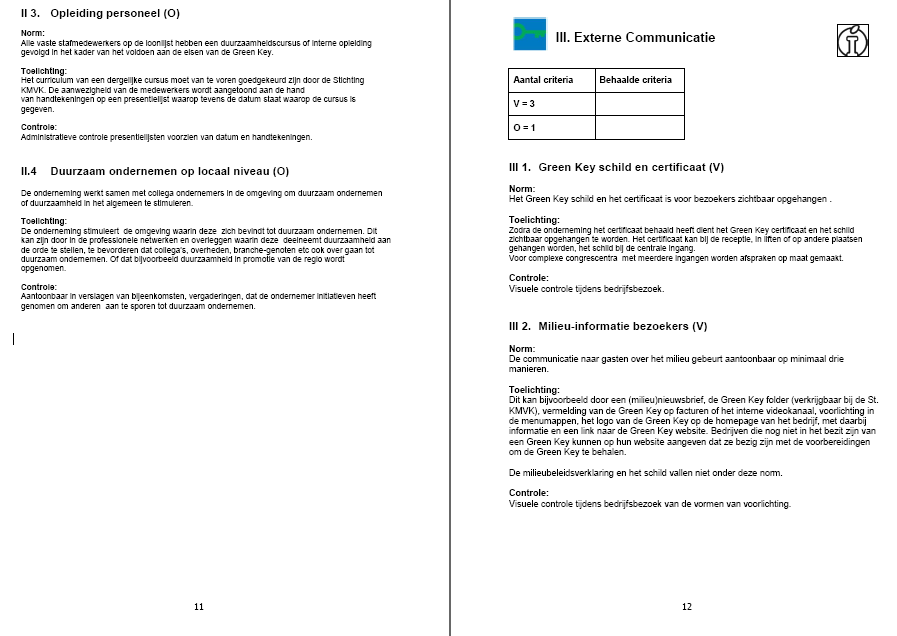 II 3. Opleiding personeel (O)
Norm:
Alle vaste stafmedewerkers op de loonlijst hebben een duurzaamheidscursus of interne opleiding
gevolgd in het kader van het voldoen aan de eisen van de Green Key.
Toelichting:
Het curriculum van een dergelijke cursus moet van te voren goedgekeurd zijn door de Stichting
KMVK. De aanwezigheid van de medewerkers wordt aangetoond aan de hand
van handtekeningen op een presentielijst waarop tevens de datum staat waarop de cursus is
gegeven.
Controle:
Administratieve controle presentielijsten voorzien van datum en handtekeningen.
II.4 Duurzaam ondernemen op locaal niveau (O)
De onderneming werkt samen met collega ondernemers in de omgeving om duurzaam ondernemen
of duurzaamheid in het algemeen te stimuleren.
Toelichting:
De onderneming stimuleert de omgeving waarin deze zich bevindt tot duurzaam ondernemen. Dit
kan zijn door in de professionele netwerken en overleggen waarin deze deelneemt duurzaamheid aan
de orde te stellen, te bevorderen dat collega's, overheden, branche-genoten etc ook over gaan tot
duurzaam ondernemen. Of dat bijvoorbeeld duurzaamheid in promotie van de regio wordt
opgenomen.
Controle:
Aantoonbaar in verslagen van bijeenkomsten, vergaderingen, dat de ondernemer initiatieven heeft
genomen om anderen aan te sporen tot duurzaam ondernemen.
11
III. Externe Communicatie
Aantal criteria Behaalde criteria
V = 3
O = 1
III 1. Green Key schild en certificaat (V)
Norm:
Het Green Key schild en het certificaat is voor bezoekers zichtbaar opgehangen .
Toelichting:
Zodra de onderneming het certificaat behaald heeft dient het Green Key certificaat en het schild
zichtbaar opgehangen te worden. Het certificaat kan bij de receptie, in liften of op andere plaatsen
gehangen worden, het schild bij de centrale ingang.
Voor complexe congrescentra met meerdere ingangen worden afspraken op maat gemaakt.
Controle:
Visuele controle tijdens bedrijfsbezoek.
III 2. Milieu-informatie bezoekers (V)
Norm:
De communicatie naar gasten over het milieu gebeurt aantoonbaar op minimaal drie
manieren.
Toelichting:
Dit kan bijvoorbeeld door een (milieu)nieuwsbrief, de Green Key folder (verkrijgbaar bij de St.
KMVK), vermelding van de Green Key op facturen of het interne videokanaal, voorlichting in
de menumappen, het logo van de Green Key op de homepage van het bedrijf, met daarbij
informatie en een link naar de Green Key website. Bedrijven die nog niet in het bezit zijn van
een Green Key kunnen op hun website aangeven dat ze bezig zijn met de voorbereidingen
om de Green Key te behalen.
De milieubeleidsverklaring en het schild vallen niet onder deze norm.
Controle:
Visuele controle tijdens bedrijfsbezoek van de vormen van voorlichting.
12